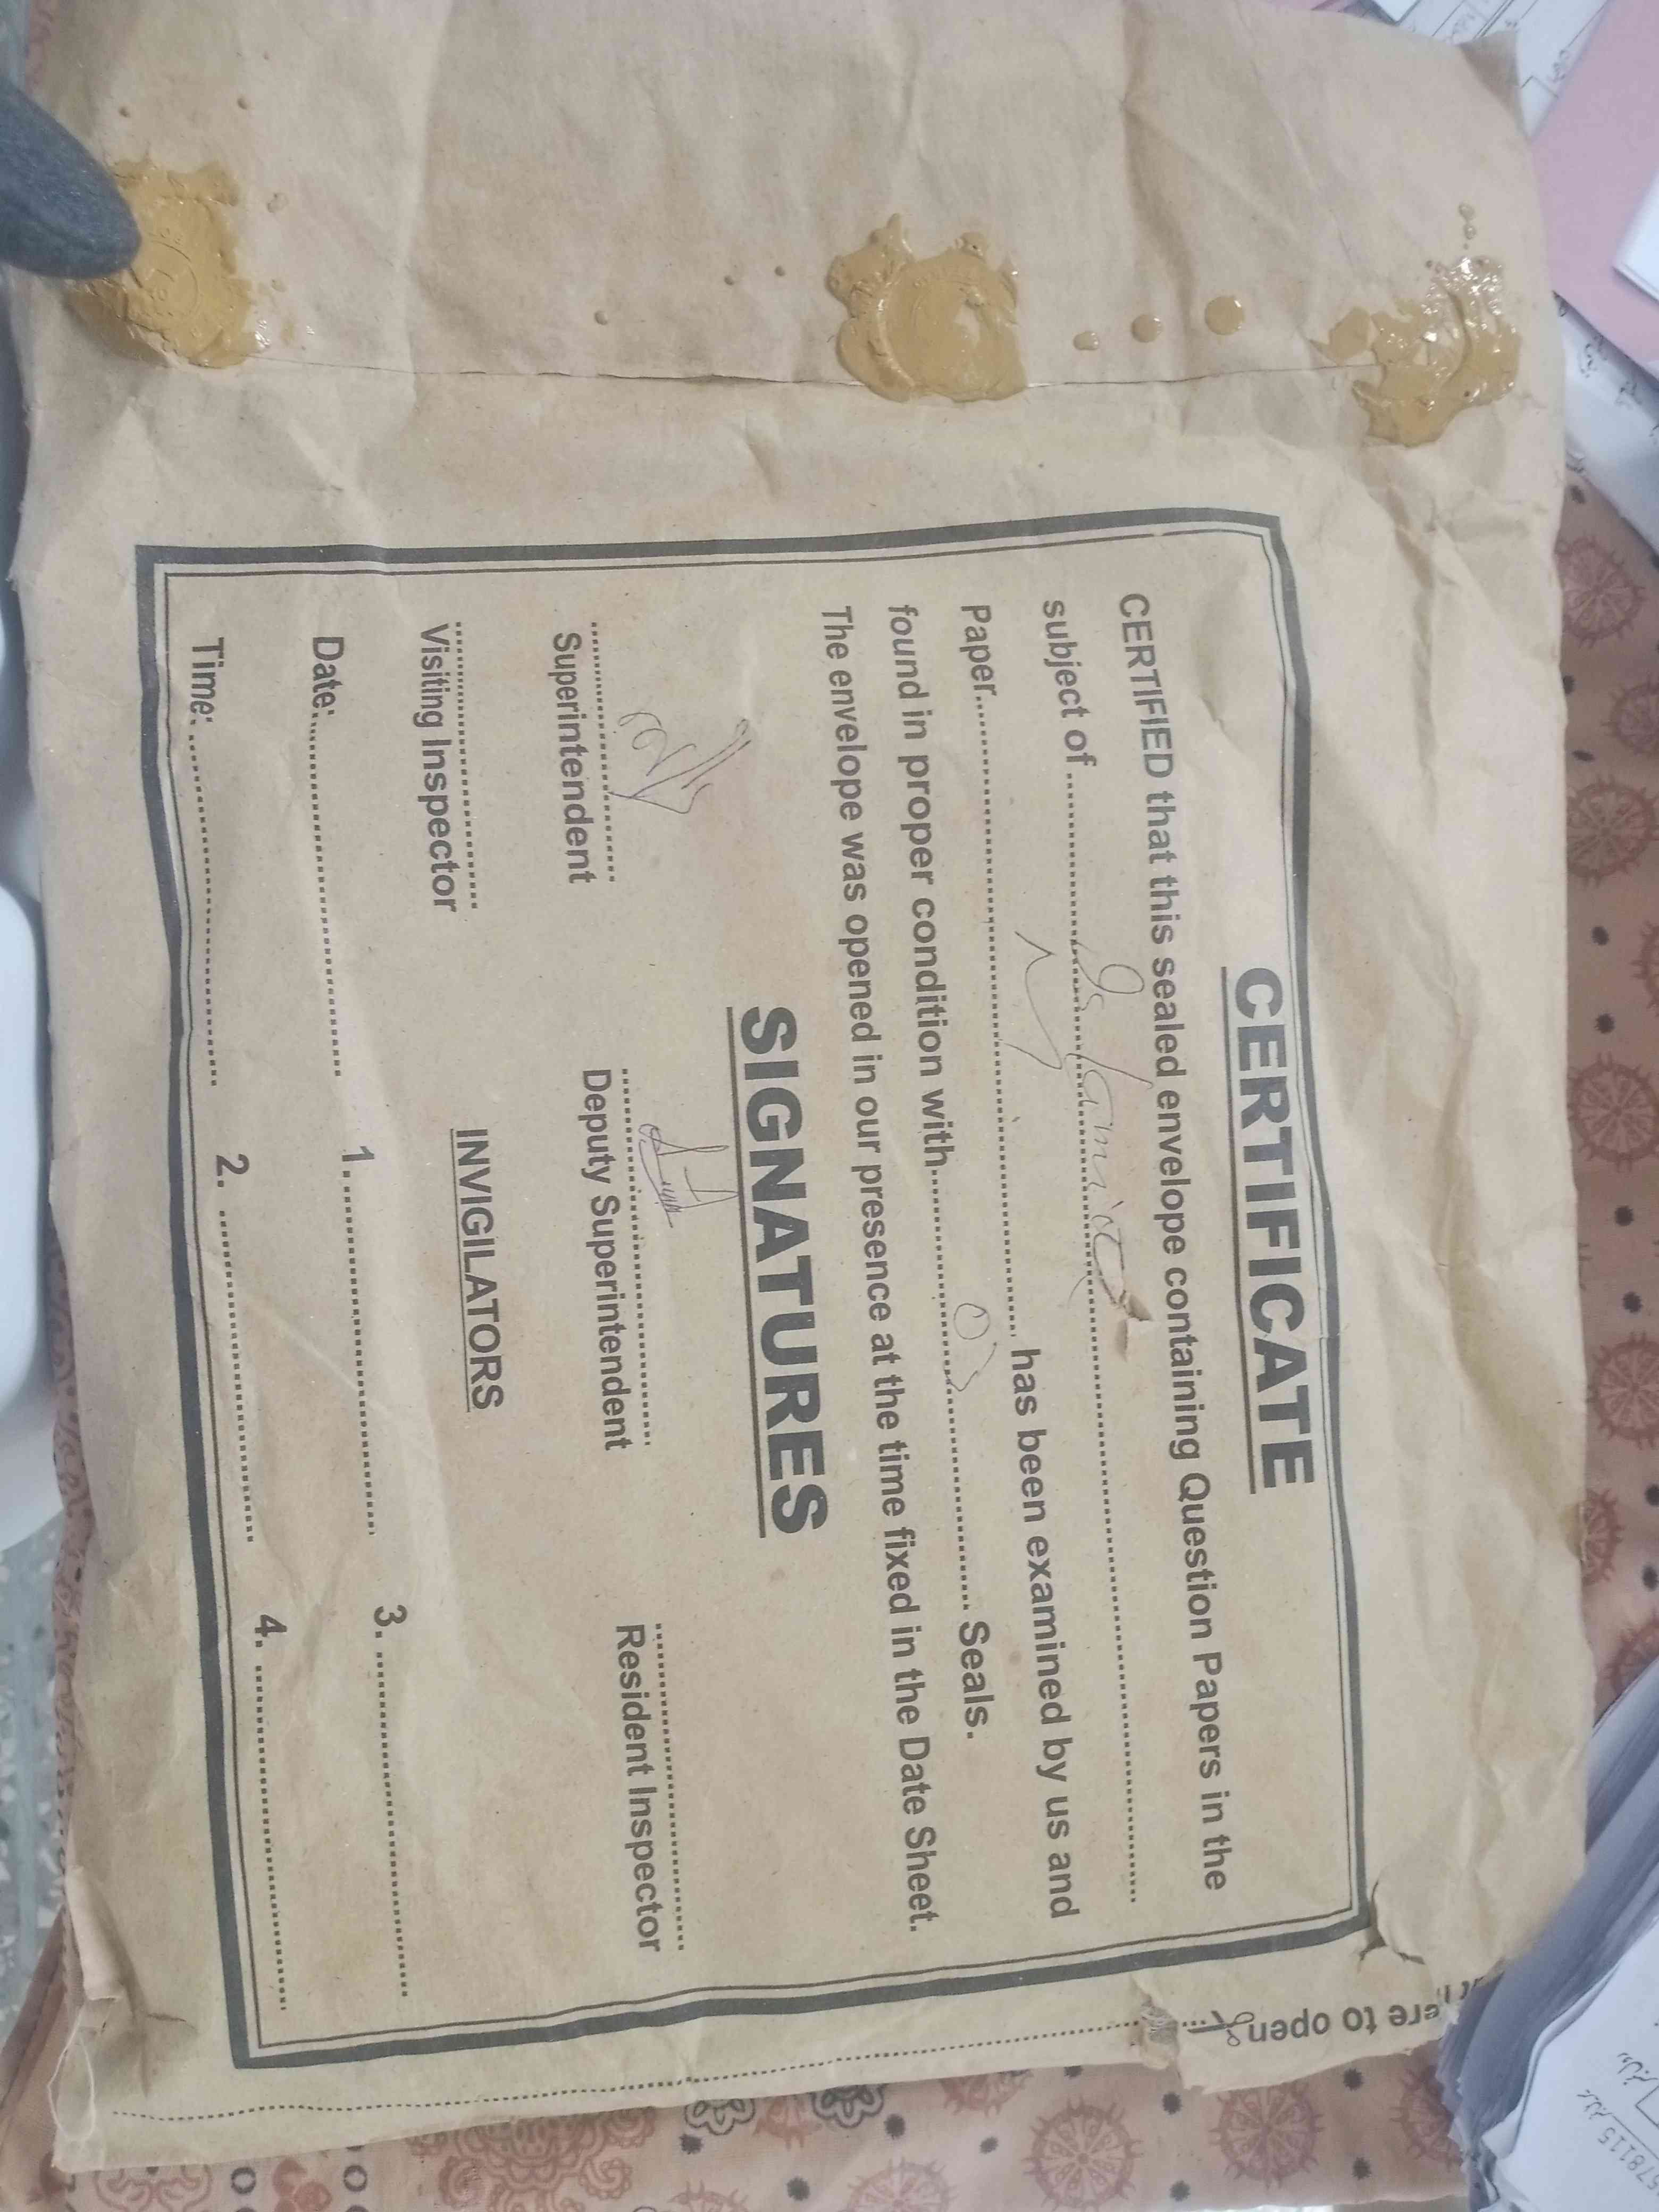 CERTIFICATE
CERTIFIED that this sealed envelope containing Question Papers in the
subject of........................................................
Paper........................................ has been examined by us and
found in proper condition with.................................... Seals.
The envelope was opened in our presence at the time fixed in the Date Sheet.
SIGNATURES
Superintendent Deputy Superintendent Resident Inspector
Visiting Inspector INVIGILATORS
Date:........................ 1......................... 3.........................
Time:........................ 2. ......................... 4. .........................
ere to open